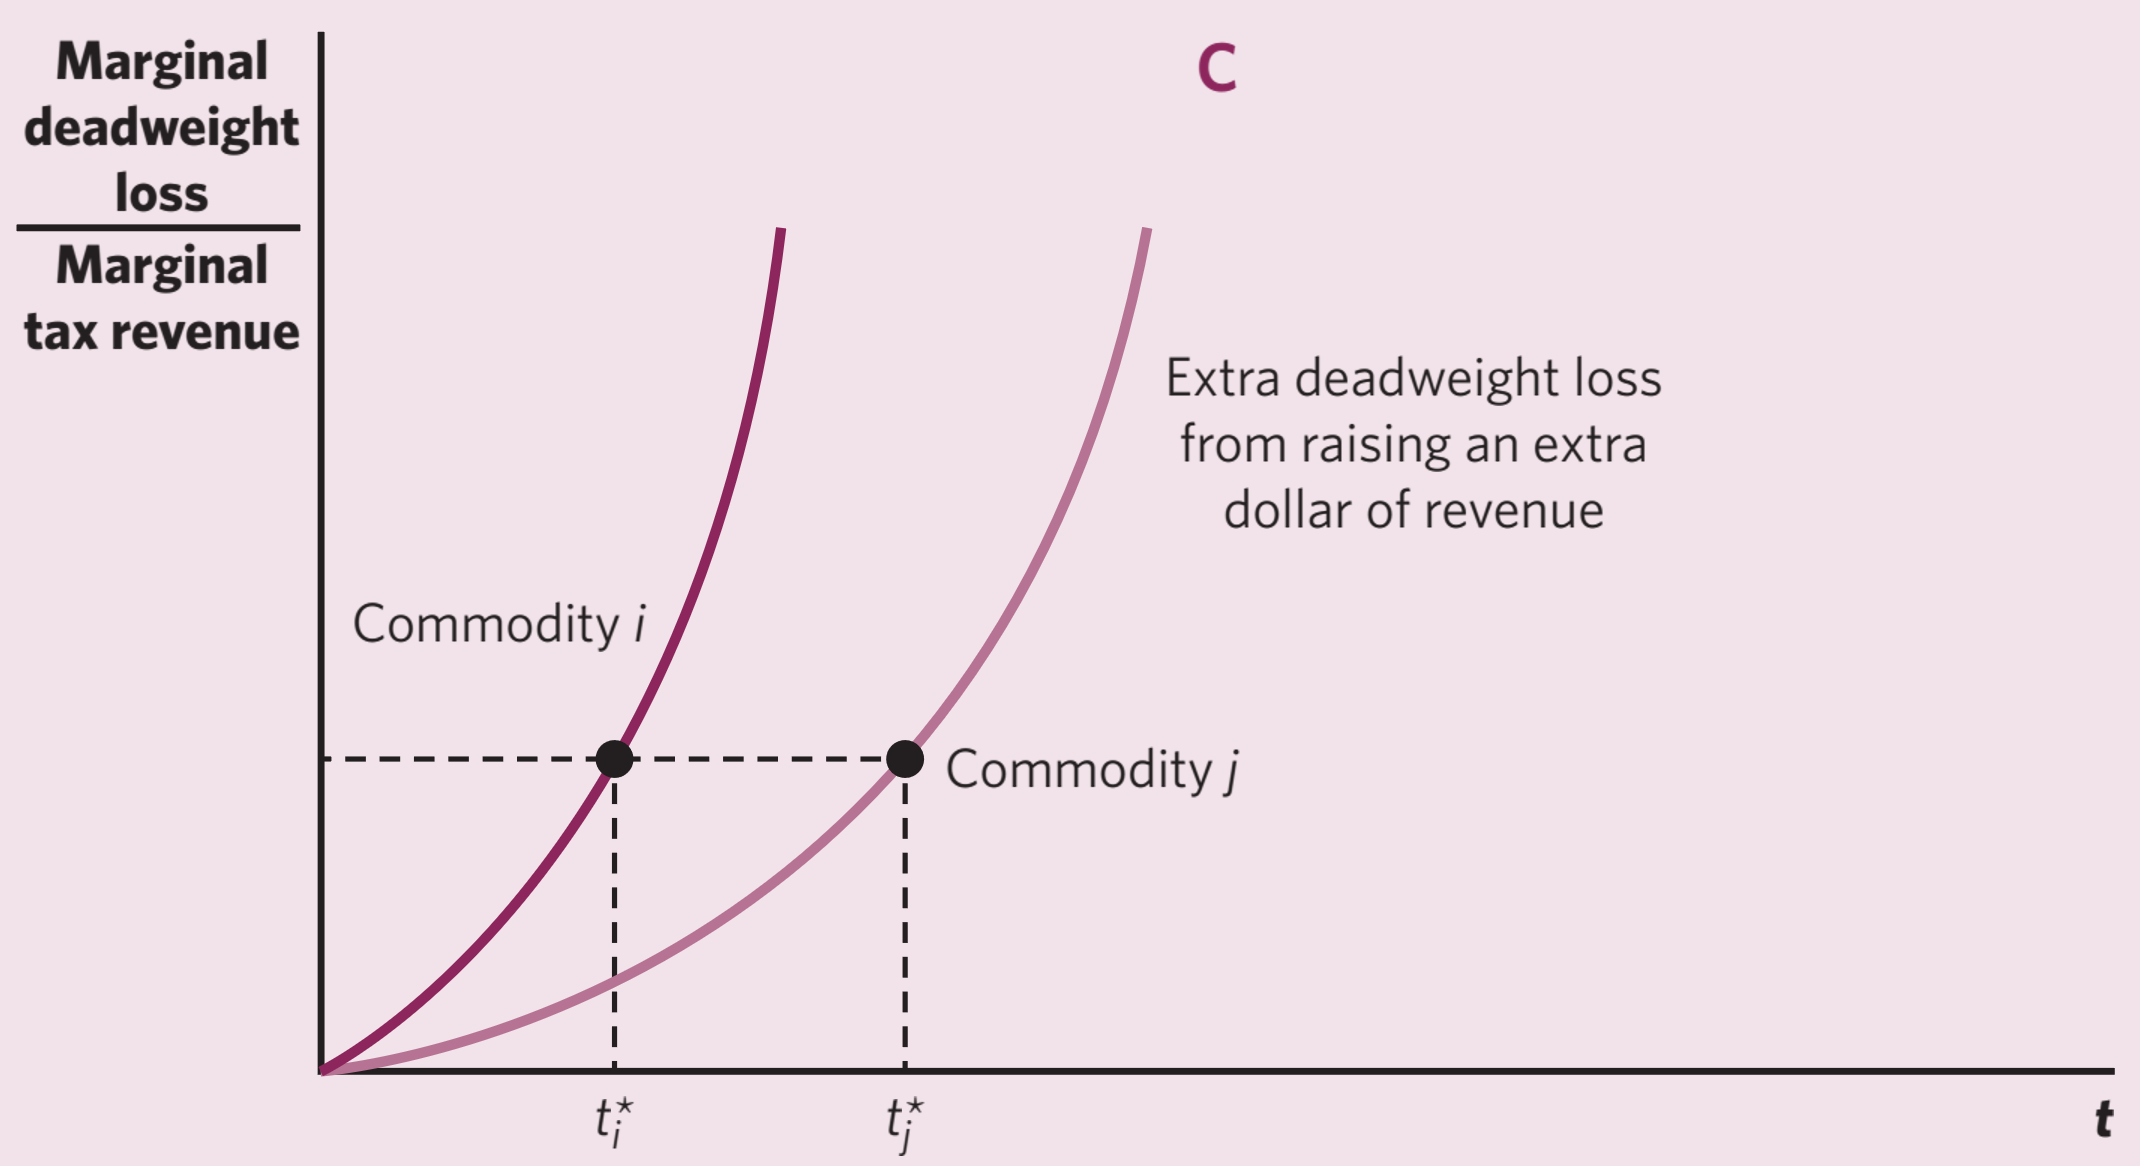 Marginal
deadweight
loss
Marginal
tax revenue
C
Extra deadweight loss
from raising an extra
dollar of revenue
Commodity i
Commodity j
t*i
t*j
t